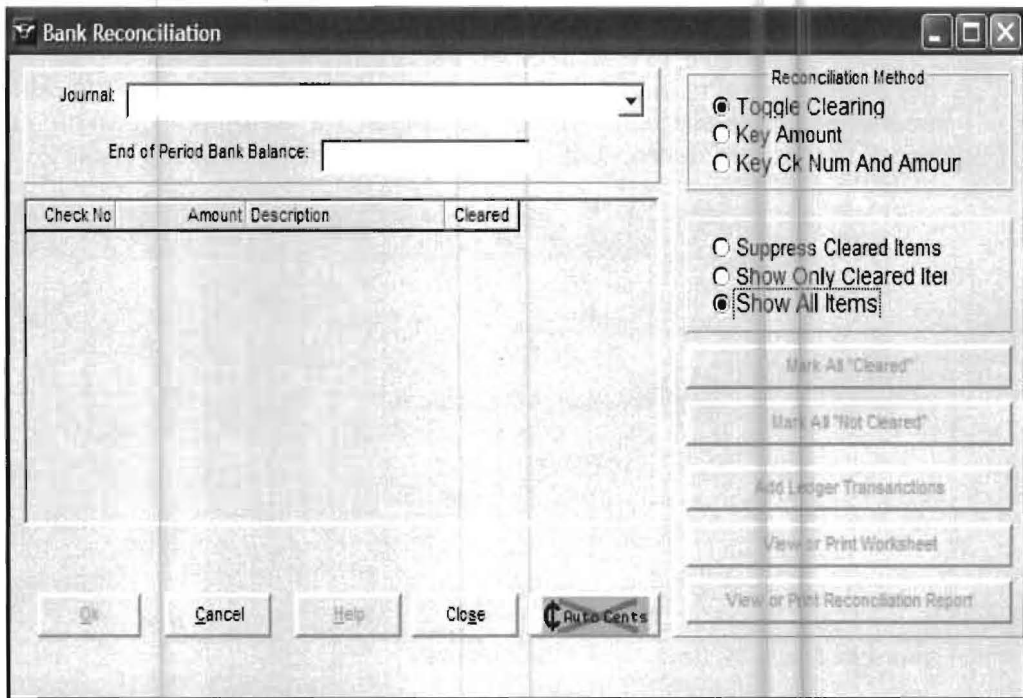 Bank Reconciliation
Journal:
End of Period Bank Balance:
Check No Amount Description Cleared
Reconciliation Method
Toggle Clearing
Key Amount
Key Ck Num And Amour
Suppress Cleared Items
Show Only Cleared Iter
Show All Items
Mark All "Cleared"
Mark All "Not Cleared"
Add Ledger Transanctions
View or Print Worksheet
View or Print Reconciliation Report
Ok Cancel Help Close ₵ Auto Cents